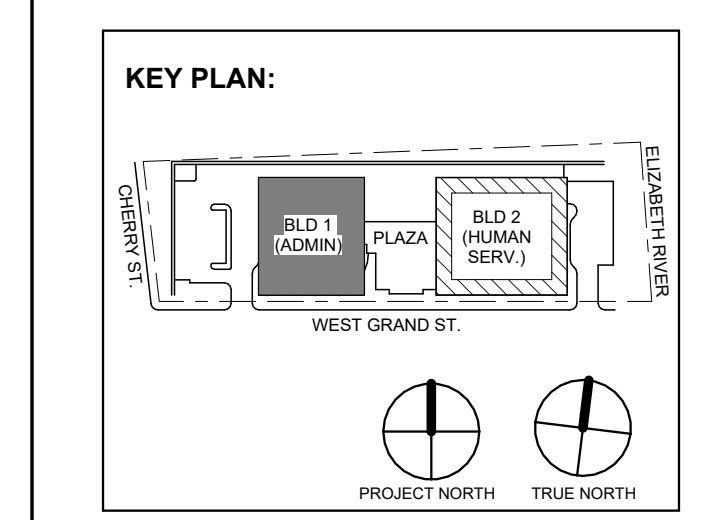 KEY PLAN:
CHERRY ST.
BLD 1
(ADMIN)
PLAZA
BLD 2
(HUMAN
SERV.)
ELIZABETH RIVER
WEST GRAND ST.
PROJECT NORTH
TRUE NORTH